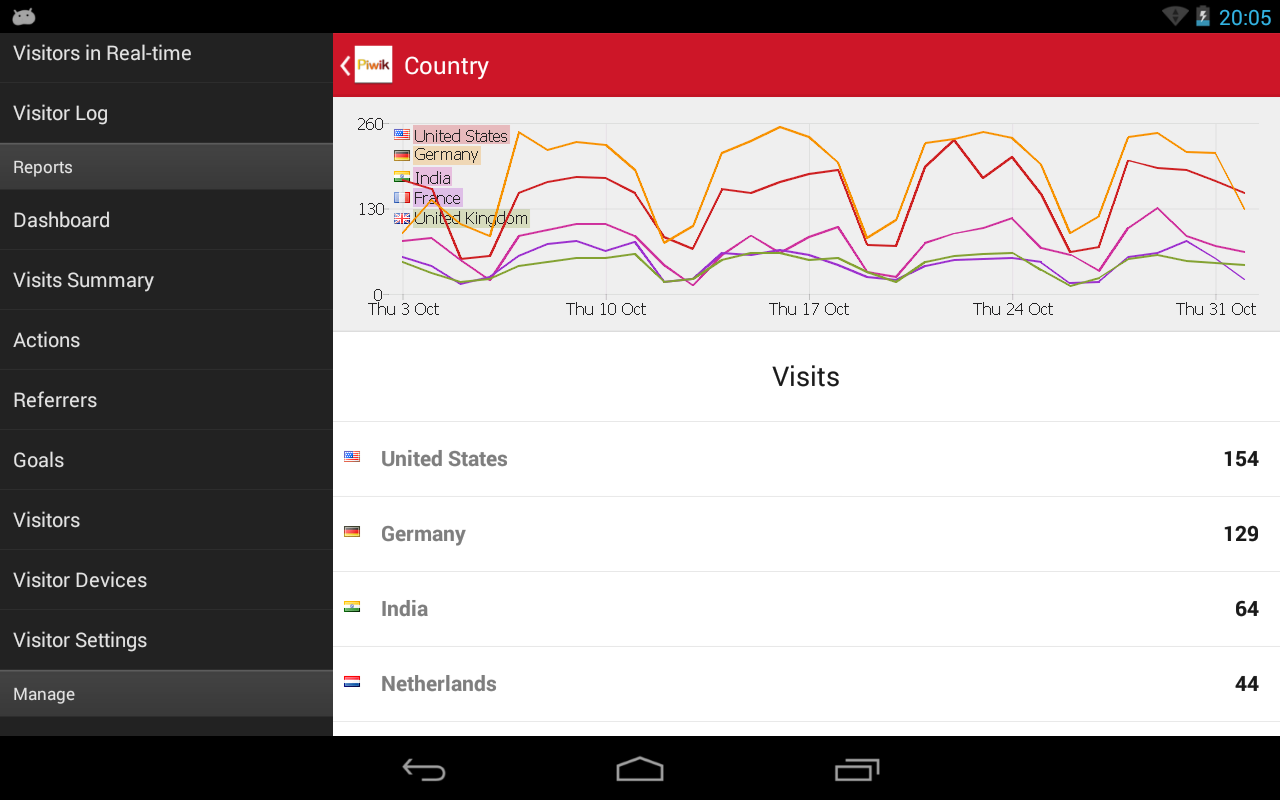 20:05
Visitors in Real-time
Visitor Log
Reports
Dashboard
Visits Summary
Actions
Referrers
Goals
Visitors
Visitor Devices
Visitor Settings
Manage
Piwik
Country
260
130
0
United States
Germany
India
France
United Kingdom
Thu 3 Oct
Thu 10 Oct
Thu 17 Oct
Thu 24 Oct
Thu 31 Oct
Visits
United States 154
Germany 129
India 64
Netherlands 44